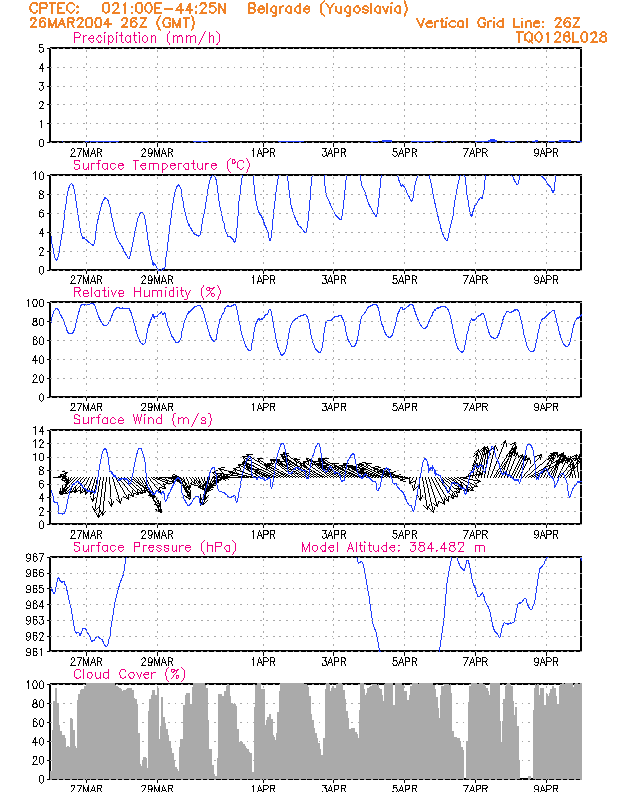 CPTEC: 021:00E-44:25N Belgrade (Yugoslavia)
26MAR2004 26Z (GMT) Vertical Grid Line: 26Z
Precipitation (mm/h) TQ0126L028
5
4
3
2
1
0
27MAR 29MAR 1APR 3APR 5APR 7APR 9APR
Surface Temperature (°C)
10
8
6
4
2
0
27MAR 29MAR 1APR 3APR 5APR 7APR 9APR
Relative Humidity (%)
100
80
60
40
20
0
27MAR 29MAR 1APR 3APR 5APR 7APR 9APR
Surface Wind (m/s)
14
12
10
8
6
4
2
0
27MAR 29MAR 1APR 3APR 5APR 7APR 9APR
Surface Pressure (hPa) Model Altitude: 384.482 m
967
966
965
964
963
962
961
27MAR 29MAR 1APR 3APR 5APR 7APR 9APR
Cloud Cover (%)
100
80
60
40
20
0
27MAR 29MAR 1APR 3APR 5APR 7APR 9APR